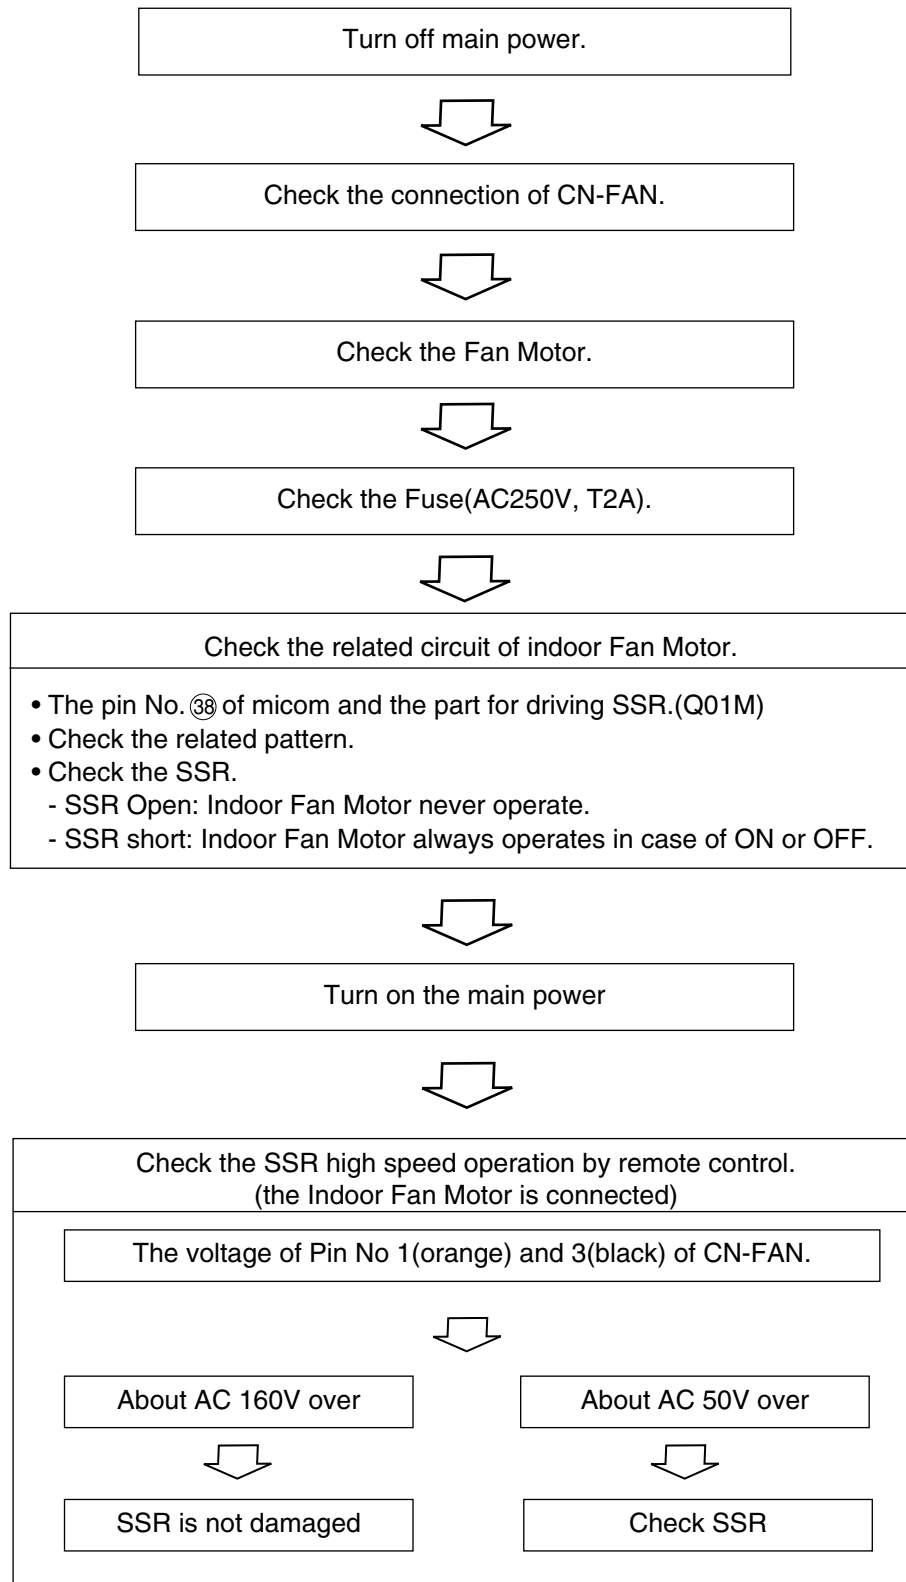 Turn off main power.
Check the connection of CN-FAN.
Check the Fan Motor.
Check the Fuse(AC250V, T2A).
Check the related circuit of indoor Fan Motor.
• The pin No. ㊳ of micom and the part for driving SSR.(Q01M)
• Check the related pattern.
• Check the SSR.
- SSR Open: Indoor Fan Motor never operate.
- SSR short: Indoor Fan Motor always operates in case of ON or OFF.
Turn on the main power
Check the SSR high speed operation by remote control.
(the Indoor Fan Motor is connected)
The voltage of Pin No 1(orange) and 3(black) of CN-FAN.
About AC 160V over
About AC 50V over
SSR is not damaged
Check SSR